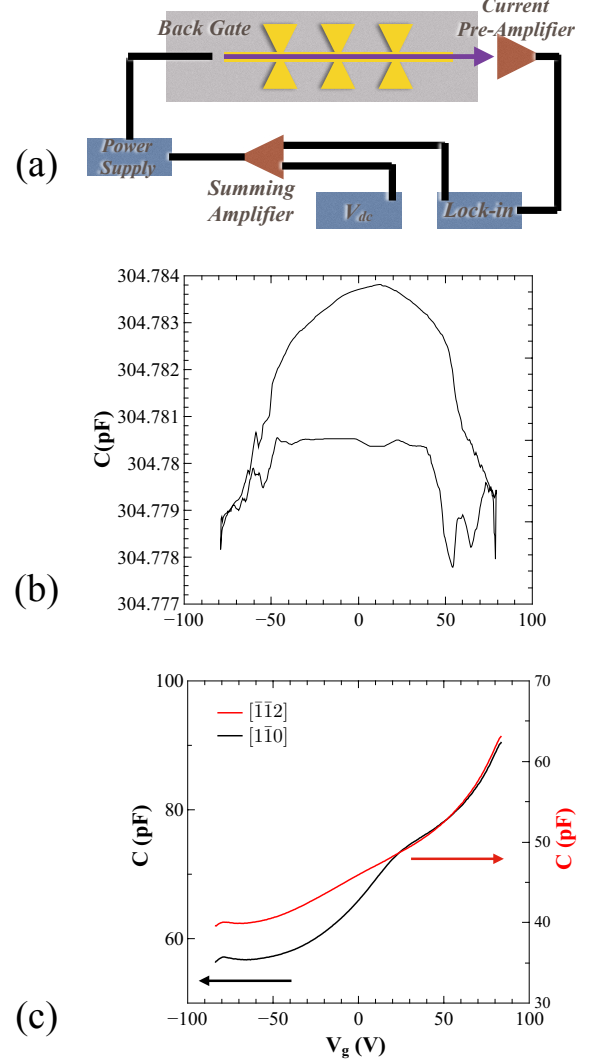 Current
Back Gate Pre-Amplifier
Power
Supply
(a)
Summing
Amplifier
V_dc
Lock-in
304.784
304.783
304.782
304.781
304.78
304.779
304.778
304.777
C(pF)
−100 −50 0 50 100
(b)
100
80
60
C (pF)
70
60
50
40
30
C (pF)
[1̄1̄2]
[11̄0]
−100 −50 0 50 100
V_g (V)
(c)